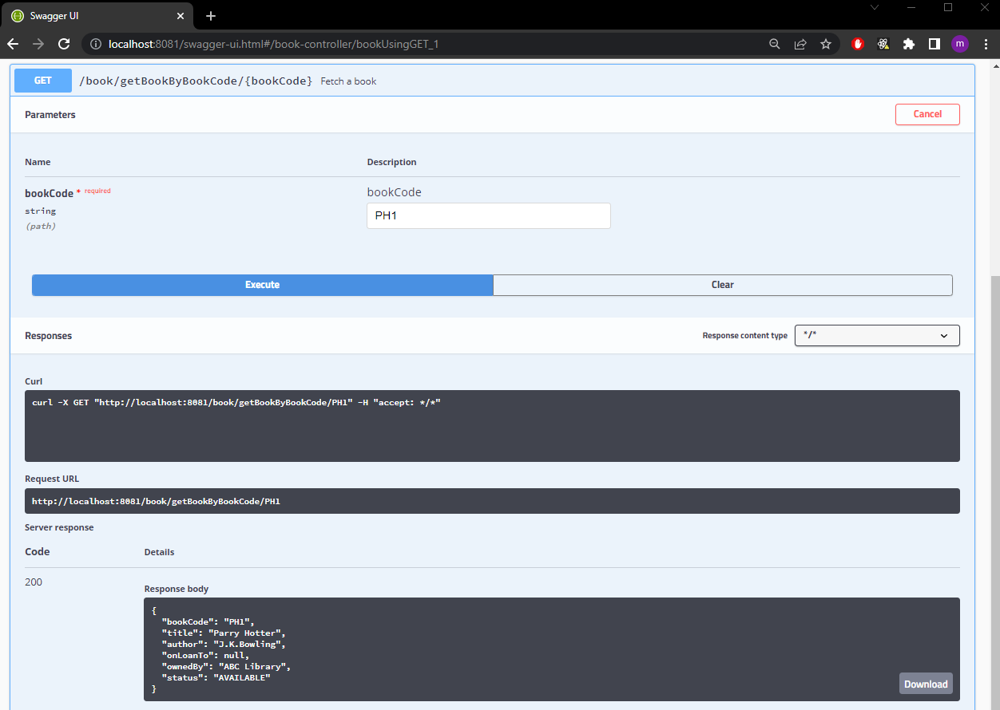 Swagger UI
localhost:8081/swagger-ui.html#/book-controller/bookUsingGET_1
m
GET /book/getBookByBookCode/{bookCode} Fetch a book
Parameters Cancel
Name Description
bookCode * required bookCode
string PH1
(path)
Execute Clear
Responses Response content type */*
Curl
curl -X GET "http://localhost:8081/book/getBookByBookCode/PH1" -H "accept: */*"
Request URL
http://localhost:8081/book/getBookByBookCode/PH1
Server response
Code Details
200
Response body
{
"bookCode": "PH1",
"title": "Parry Hotter",
"author": "J.K.Bowling",
"onLoanTo": null,
"ownedBy": "ABC Library",
"status": "AVAILABLE"
}
Download